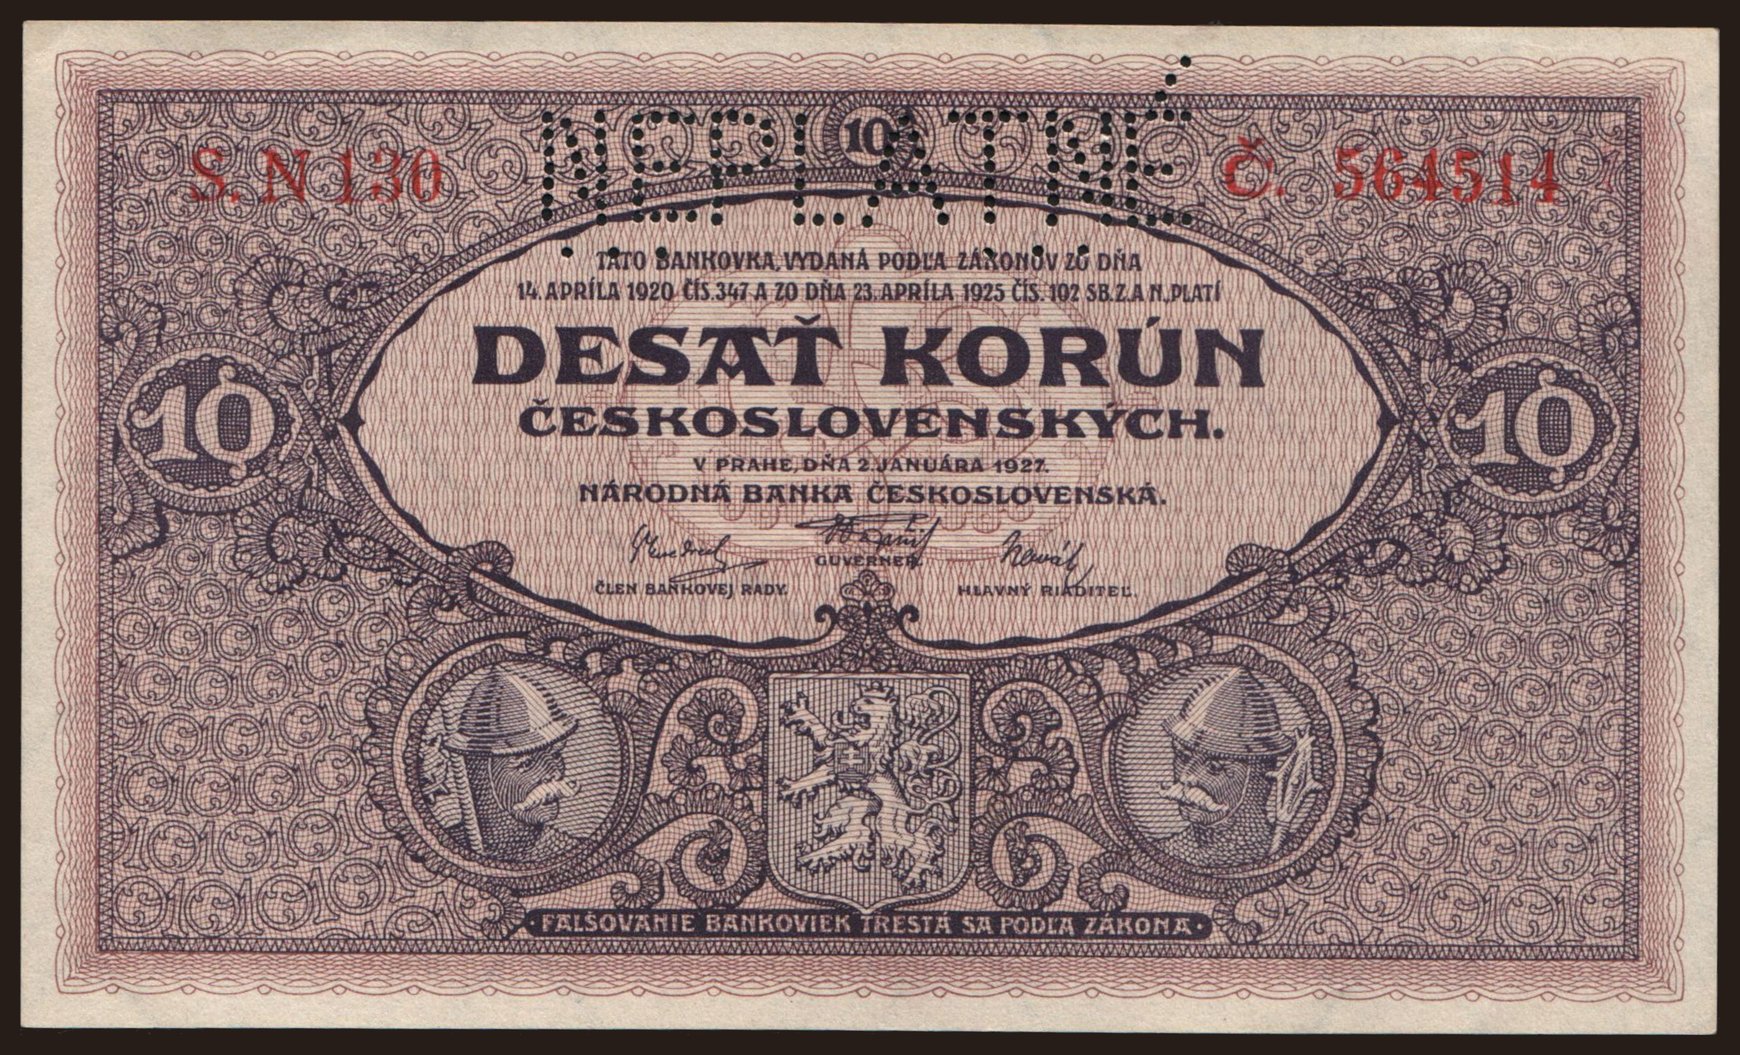 NEPLATNÉ
10
S. N 130
Č. 564514
TÁTO BANKOVKA, VYDANÁ PODĽA ZÁKONOV ZO DŇA
14. APRÍLA 1920 ČÍS. 347 A ZO DŇA 23. APRÍLA 1925 ČÍS. 102 SB. Z. A N. PLATÍ
DESAŤ KORÚN
ČESKOSLOVENSKÝCH.
10
10
V PRAHE, DŇA 2. JANUÁRA 1927.
NÁRODNÁ BANKA ČESKOSLOVENSKÁ.
GUVERNER.
ČLEN BANKOVEJ RADY.
HLAVNÝ RIADITEĽ.
• FALŠOVANIE BANKOVIEK TRESTÁ SA PODĽA ZÁKONA •